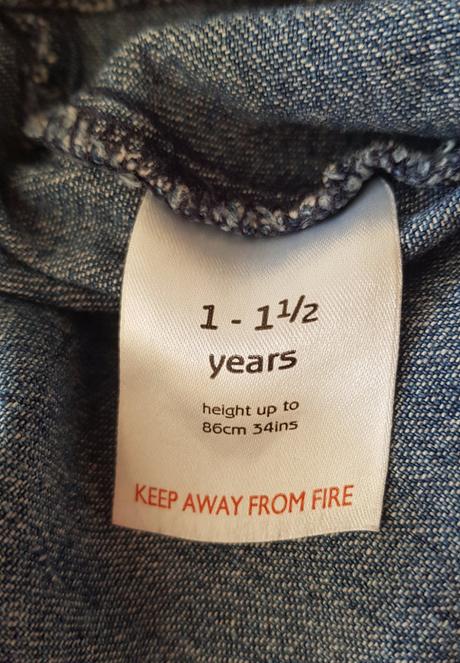 1 - 1½
years
height up to
86cm 34ins
KEEP AWAY FROM FIRE